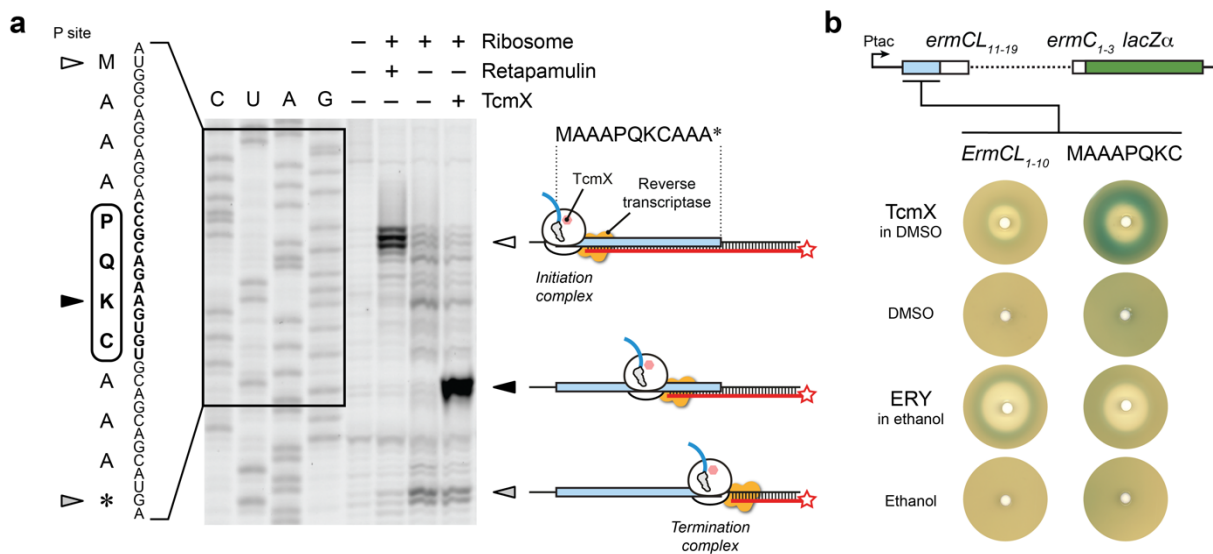 a
P site
M
A
A
A
P
Q
K
C
A
A
A
*
AUGGCAGCAGCACCGCAGAAGUGUGCAGCAGCAUGA
C U A G
− + + + Ribosome
− + − − Retapamulin
− − − + TcmX
MAAAPQKCAAA*
TcmX
Reverse
transcriptase
Initiation
complex
Termination
complex
b
Ptac
ermCL11-19
ermC1-3 lacZα
ErmCL1-10
MAAAPQKC
TcmX
in DMSO
DMSO
ERY
in ethanol
Ethanol